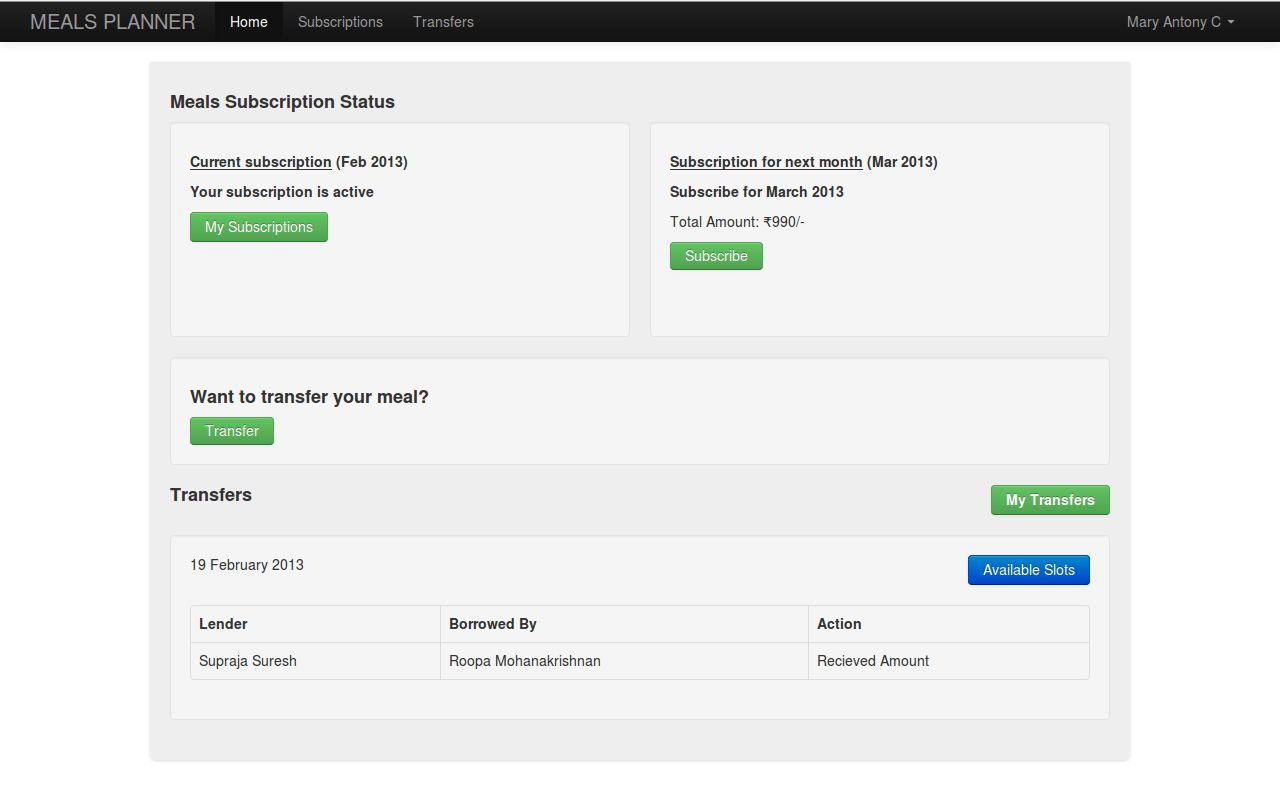 MEALS PLANNER Home Subscriptions Transfers Mary Antony C
Meals Subscription Status
Current subscription (Feb 2013)
Your subscription is active
My Subscriptions
Subscription for next month (Mar 2013)
Subscribe for March 2013
Total Amount: ₹990/-
Subscribe
Want to transfer your meal?
Transfer
Transfers
My Transfers
19 February 2013
Available Slots
Lender Borrowed By Action
Supraja Suresh Roopa Mohanakrishnan Recieved Amount